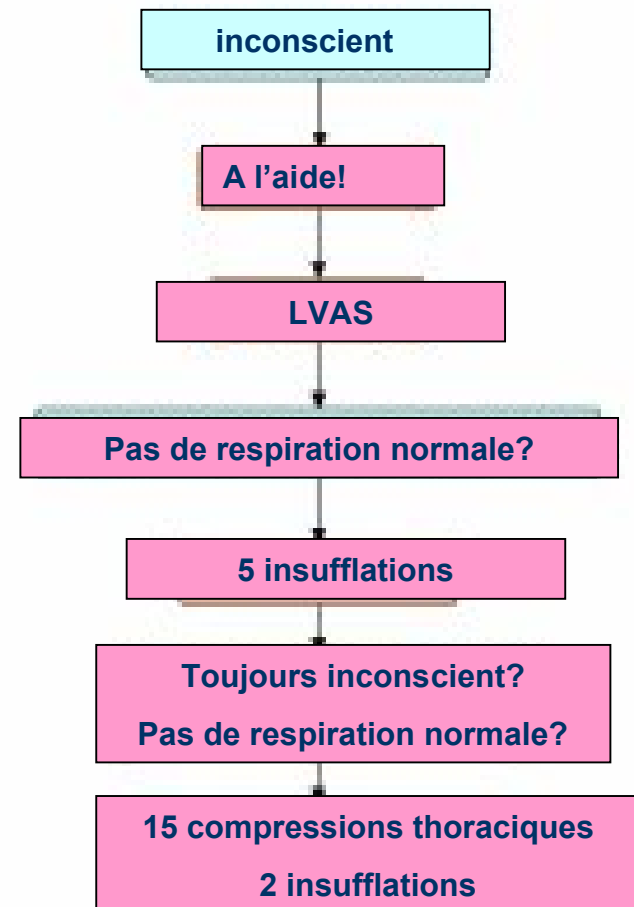 inconscient
A l’aide!
LVAS
Pas de respiration normale?
5 insufflations
Toujours inconscient?
Pas de respiration normale?
15 compressions thoraciques
2 insufflations